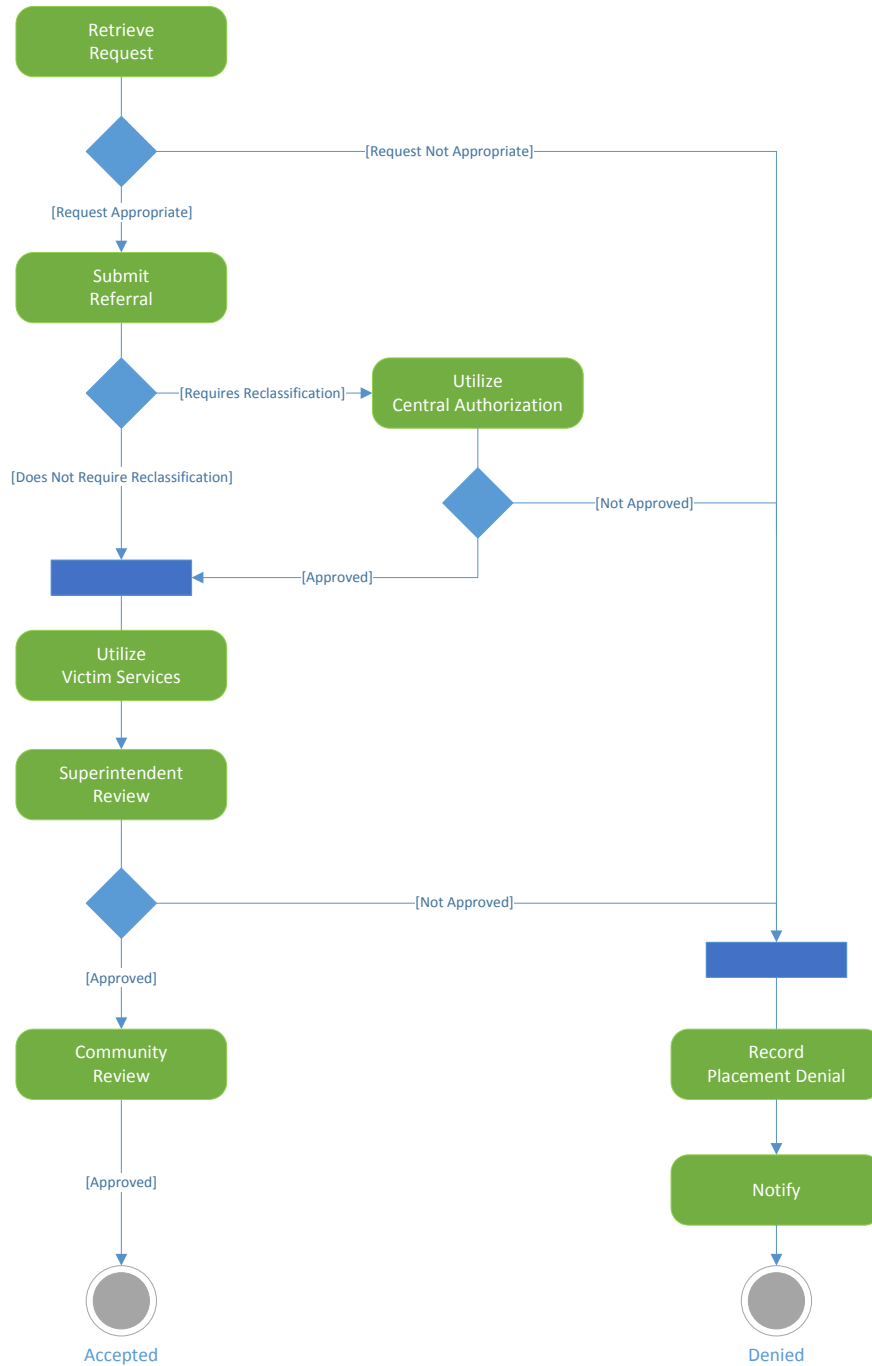 Retrieve
Request
[Request Not Appropriate]
[Request Appropriate]
Submit
Referral
[Requires Reclassification]
Utilize
Central Authorization
[Does Not Require Reclassification]
[Not Approved]
[Approved]
Utilize
Victim Services
Superintendent
Review
[Not Approved]
[Approved]
Community
Review
Record
Placement Denial
[Approved]
Notify
Accepted
Denied